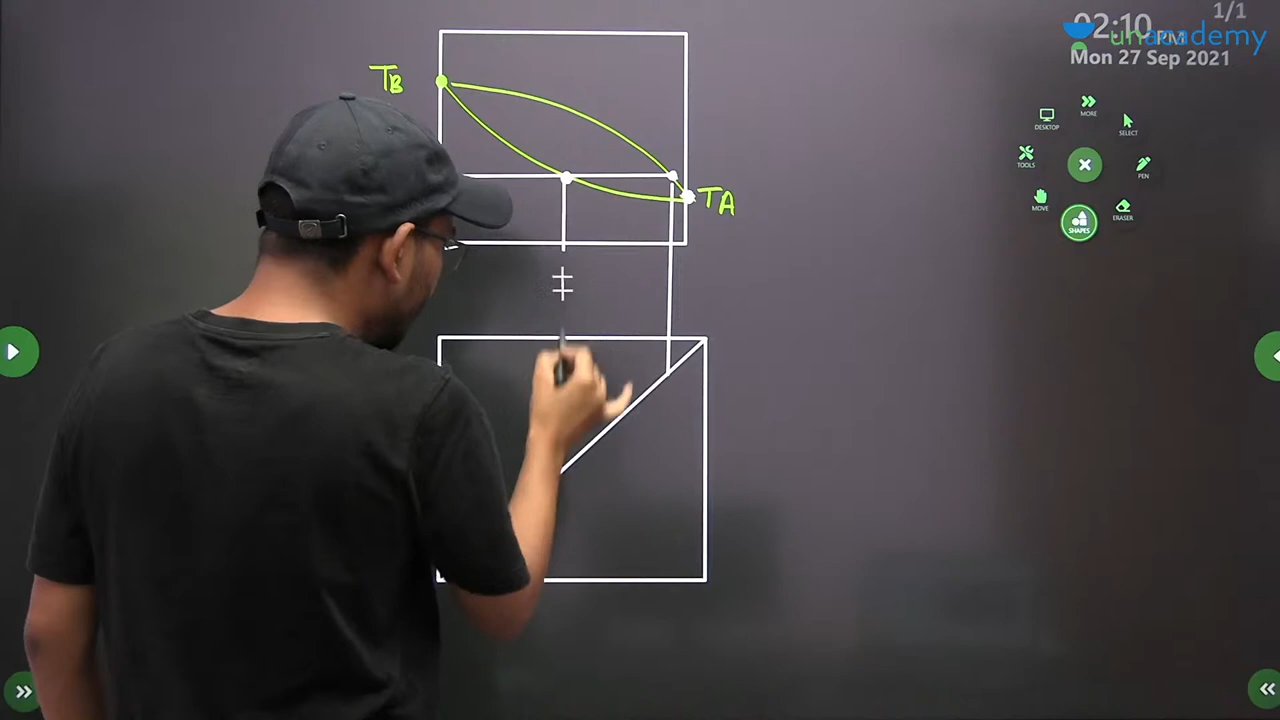 1/1
02:10 PM
unacademy
Mon 27 Sep 2021
MORE
DESKTOP
SELECT
TOOLS
PEN
MOVE
ERASER
SHAPES
TB
TA